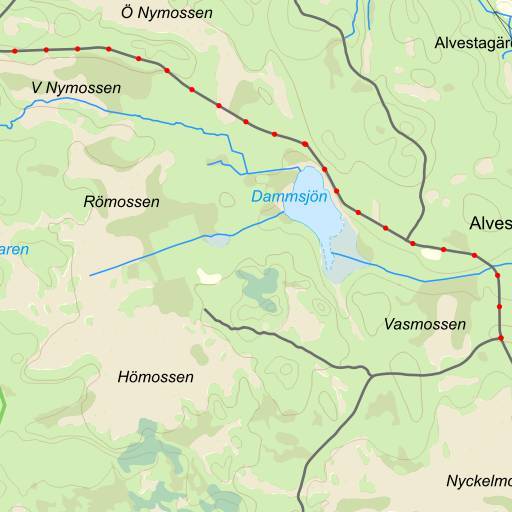 Ö Nymossen
Alvestagär
V Nymossen
Dammsjön
Römossen
Alves
aren
Vasmossen
Hömossen
Nyckelmo